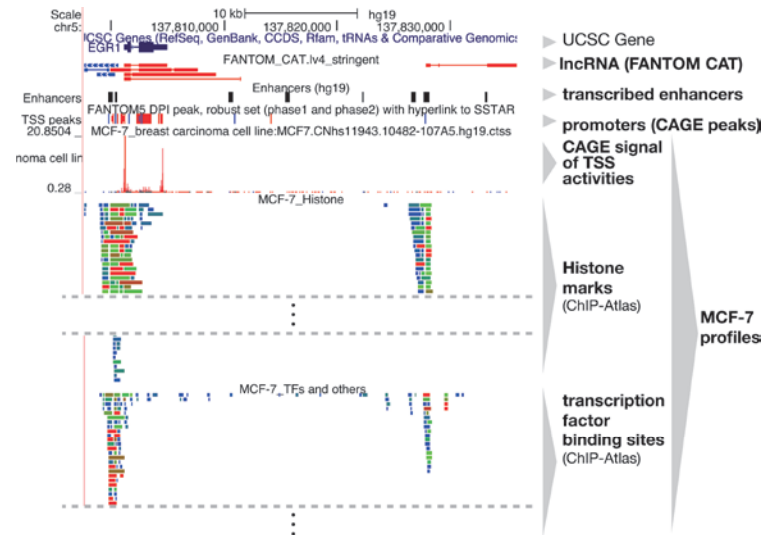 Scale 10 kb hg19
chr5: 137,810,000 137,820,000 137,830,000
UCSC Genes (RefSeq, GenBank, CCDS, Rfam, tRNAs & Comparative Genomics
EGR1
FANTOM_CAT.lv4_stringent
Enhancers (hg19)
Enhancers
FANTOM5 DPI peak, robust set (phase1 and phase2) with hyperlink to SSTAR
TSS peaks
20.8504 MCF-7_breast carcinoma cell line:MCF7.CNhs11943.10482-107A5.hg19.ctss
noma cell lin
0.28
MCF-7_Histone
MCF-7_TFs and others
UCSC Gene
lncRNA (FANTOM CAT)
transcribed enhancers
promoters (CAGE peaks)
CAGE signal
of TSS
activities
Histone
marks
(ChIP-Atlas)
transcription
factor
binding sites
(ChIP-Atlas)
MCF-7
profiles